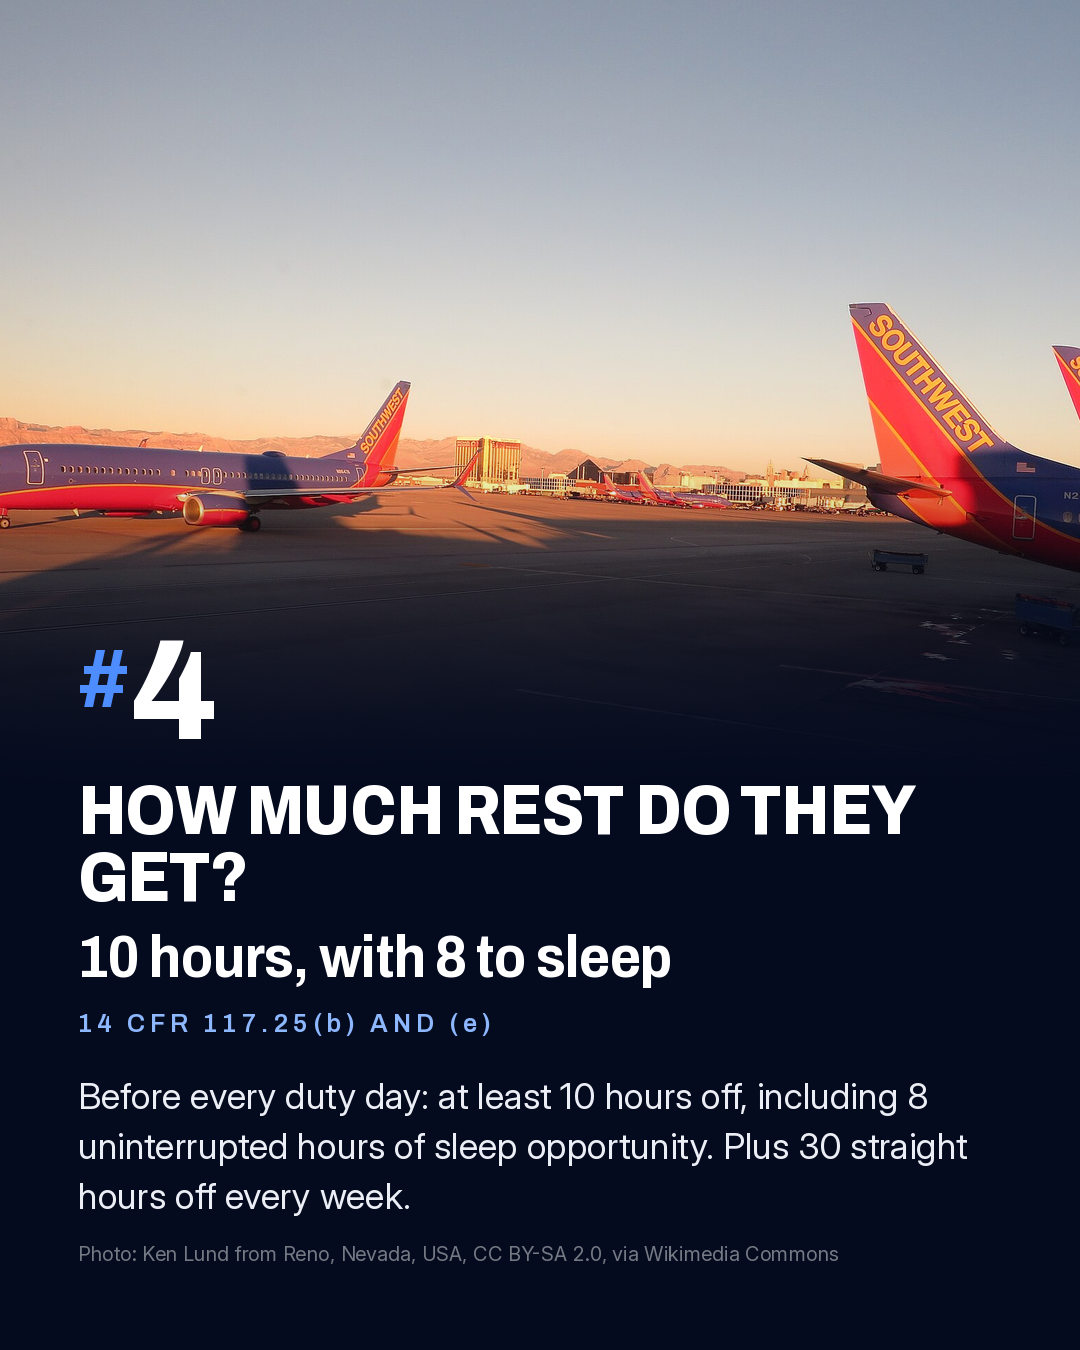 SOUTHWEST
SOUTHWEST
N2
#4
HOW MUCH REST DO THEY
GET?
10 hours, with 8 to sleep
14 CFR 117.25(b) AND (e)
Before every duty day: at least 10 hours off, including 8
uninterrupted hours of sleep opportunity. Plus 30 straight
hours off every week.
Photo: Ken Lund from Reno, Nevada, USA, CC BY-SA 2.0, via Wikimedia Commons